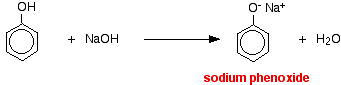 OH O⁻ Na⁺
+ NaOH + H₂O
sodium phenoxide